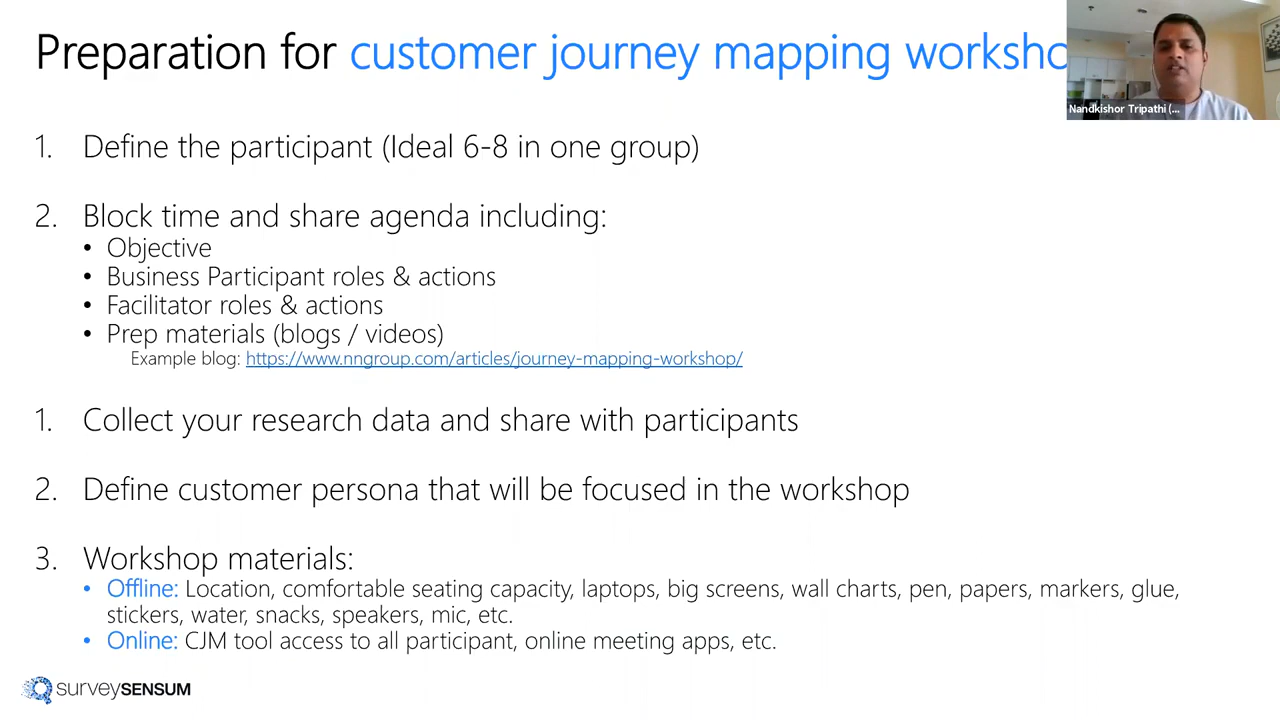 Preparation for customer journey mapping worksho
Nandkishor Tripathi (...
1. Define the participant (Ideal 6-8 in one group)
2. Block time and share agenda including:
• Objective
• Business Participant roles & actions
• Facilitator roles & actions
• Prep materials (blogs / videos)
Example blog: https://www.nngroup.com/articles/journey-mapping-workshop/
1. Collect your research data and share with participants
2. Define customer persona that will be focused in the workshop
3. Workshop materials:
• Offline: Location, comfortable seating capacity, laptops, big screens, wall charts, pen, papers, markers, glue,
stickers, water, snacks, speakers, mic, etc.
• Online: CJM tool access to all participant, online meeting apps, etc.
surveySENSUM